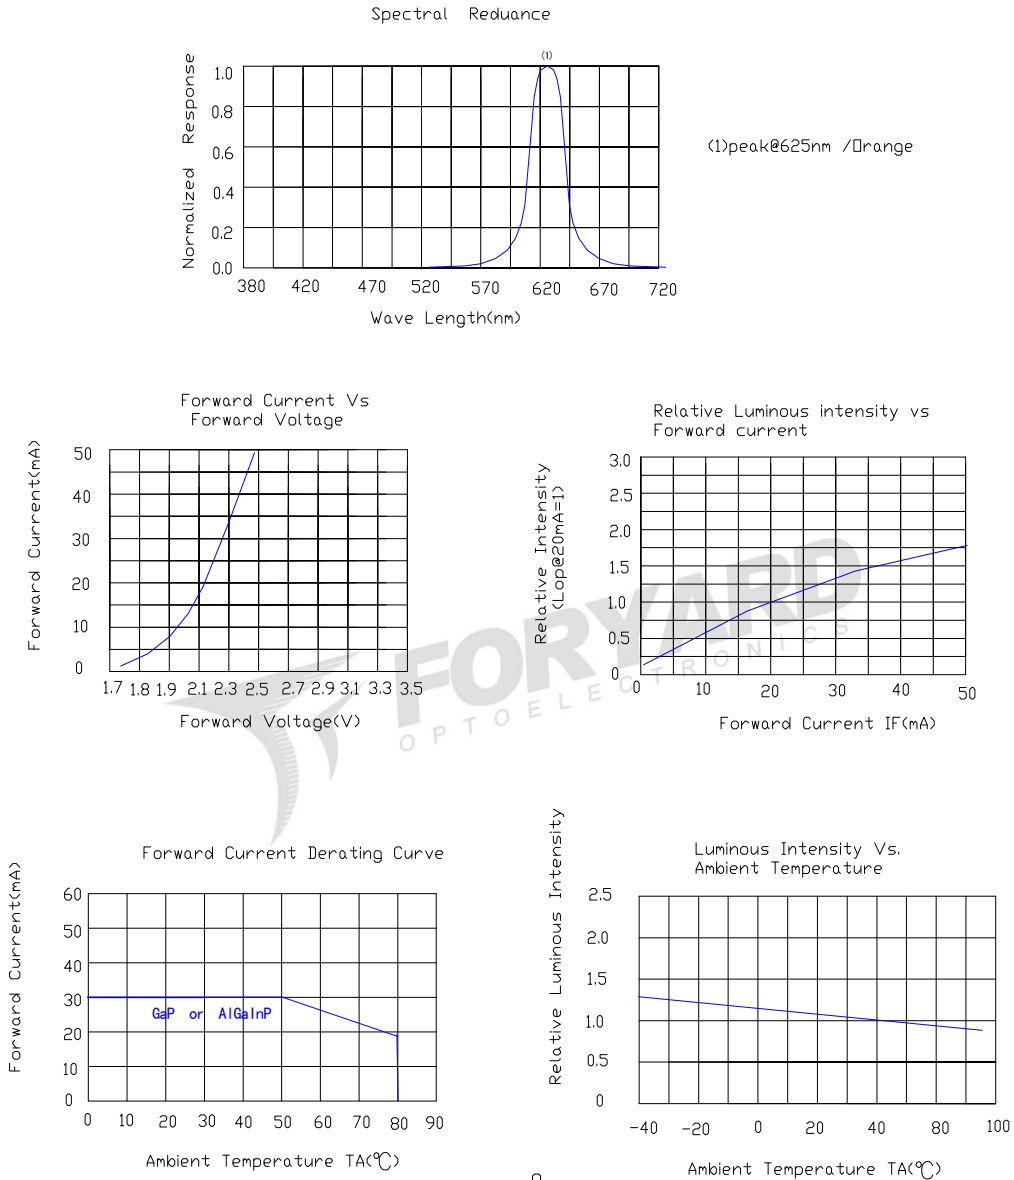 Spectral Reduance
Normalized Response
(1)
1.0
0.8
0.6
0.4
0.2
0.0
380 420 470 520 570 620 670 720
Wave Length(nm)
(1)peak@625nm /Orange
Forward Current Vs
Forward Voltage
Forward Current(mA)
50
40
30
20
10
0
1.7 1.8 1.9 2.1 2.3 2.5 2.7 2.9 3.1 3.3 3.5
Forward Voltage(V)
Relative Luminous intensity vs
Forward current
Relative Intensity
(Lop@20mA=1)
3.0
2.5
2.0
1.5
1.0
0.5
0
0 10 20 30 40 50
Forward Current IF(mA)
FORYARD
OPTOELECTRONICS
Forward Current Derating Curve
Forward Current(mA)
60
50
40
30
20
10
0
GaP or AlGaInP
0 10 20 30 40 50 60 70 80 90
Ambient Temperature TA(℃)
Luminous Intensity Vs.
Ambient Temperature
Relative Luminous Intensity
2.5
2.0
1.5
1.0
0.5
0
-40 -20 0 20 40 80 100
Ambient Temperature TA(℃)